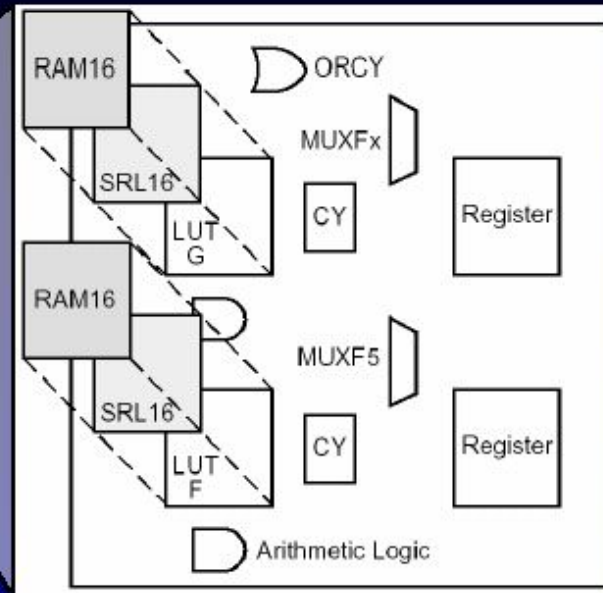 RAM16
ORCY
MUXFx
SRL16
CY
Register
LUT
G
RAM16
MUXF5
SRL16
CY
Register
LUT
F
Arithmetic Logic